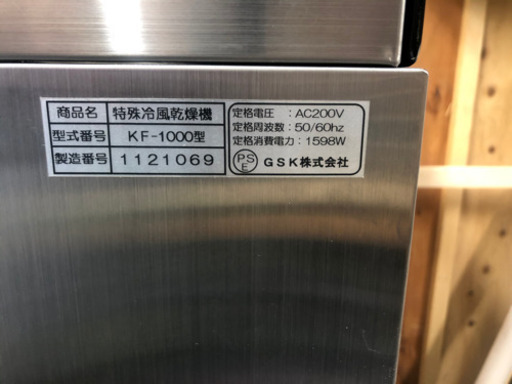 商品名 特殊冷風乾燥機
型式番号 KF-1000型
製造番号 1121069
定格電圧 : AC200V
定格周波数 : 50/60hz
定格消費電力 : 1598W
PSE GSK株式会社